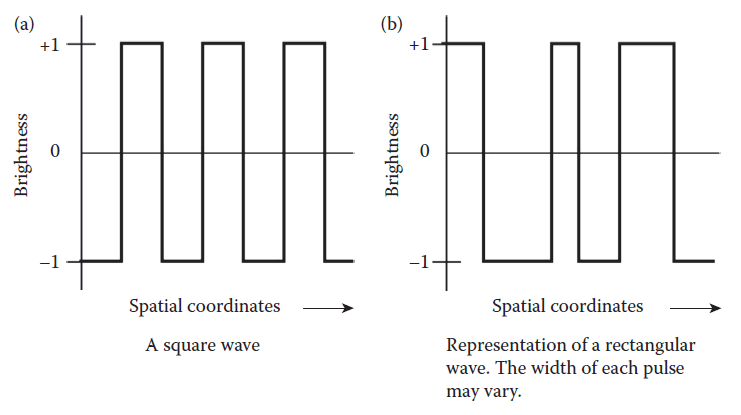 (a)
+1
0
−1
Brightness
Spatial coordinates
A square wave
(b)
+1
0
−1
Brightness
Spatial coordinates
Representation of a rectangular
wave. The width of each pulse
may vary.